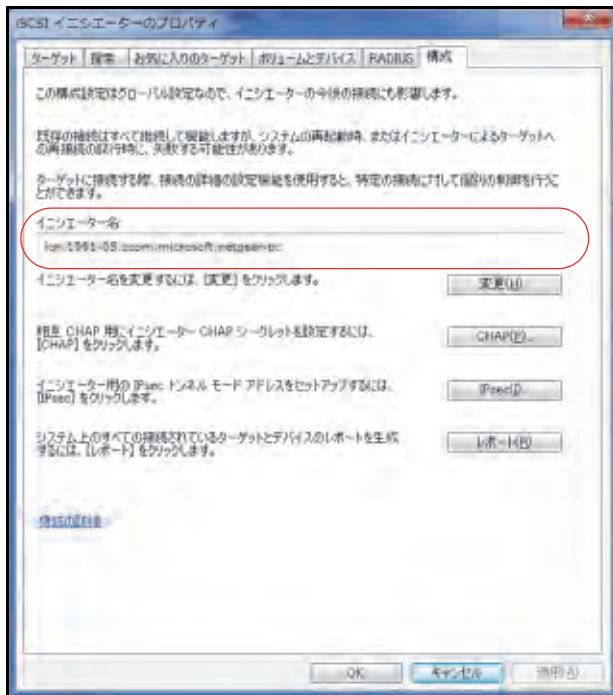 iSCSI イニシエーターのプロパティ
ターゲット 探索 お気に入りのターゲット ボリュームとデバイス RADIUS 構成
この構成設定はグローバル設定なので、イニシエーターの今後の接続にも影響します。
既存の接続はすべて継続して機能しますが、システムの再起動時、またはイニシエーターによるターゲットへ
の再接続の試行時に、失敗する可能性があります。
ターゲットに接続する際、接続の詳細の設定機能を使用すると、特定の接続に対して個別の制御を行うこ
とができます。
イニシエーター名
イニシエーター名を変更するには、[変更] をクリックします。
変更(H)
相互 CHAP 用にイニシエーター CHAP シークレットを設定するには、
[CHAP] をクリックします。
CHAP(P)...
イニシエーター用の IPsec トンネル モード アドレスをセットアップするには、
[IPsec] をクリックします。
IPsec(I)...
システム上のすべての接続されているターゲットとデバイスのレポートを生成
するには、[レポート] をクリックします。
レポート(R)
構成の詳細
OK キャンセル 適用(A)